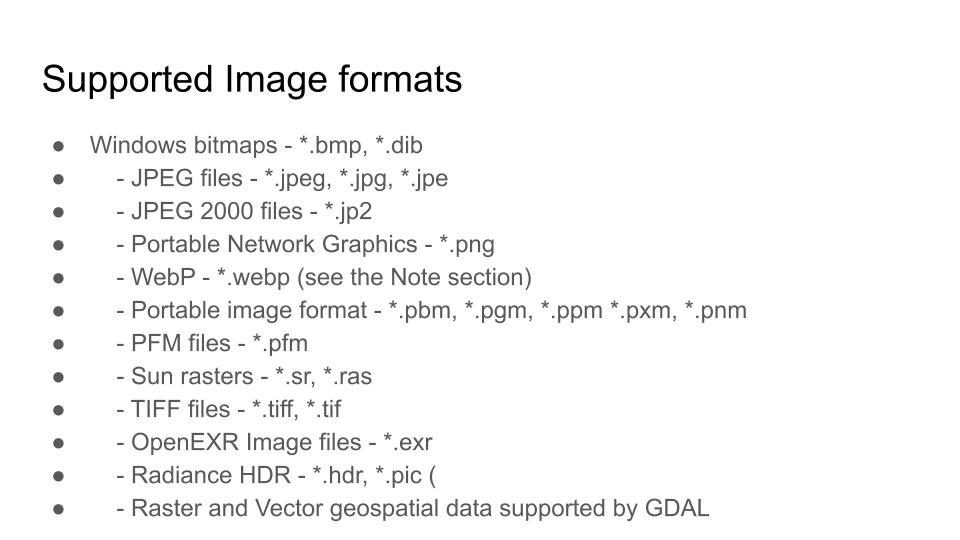 Supported Image formats
● Windows bitmaps - *.bmp, *.dib
● - JPEG files - *.jpeg, *.jpg, *.jpe
● - JPEG 2000 files - *.jp2
● - Portable Network Graphics - *.png
● - WebP - *.webp (see the Note section)
● - Portable image format - *.pbm, *.pgm, *.ppm *.pxm, *.pnm
● - PFM files - *.pfm
● - Sun rasters - *.sr, *.ras
● - TIFF files - *.tiff, *.tif
● - OpenEXR Image files - *.exr
● - Radiance HDR - *.hdr, *.pic (
● - Raster and Vector geospatial data supported by GDAL